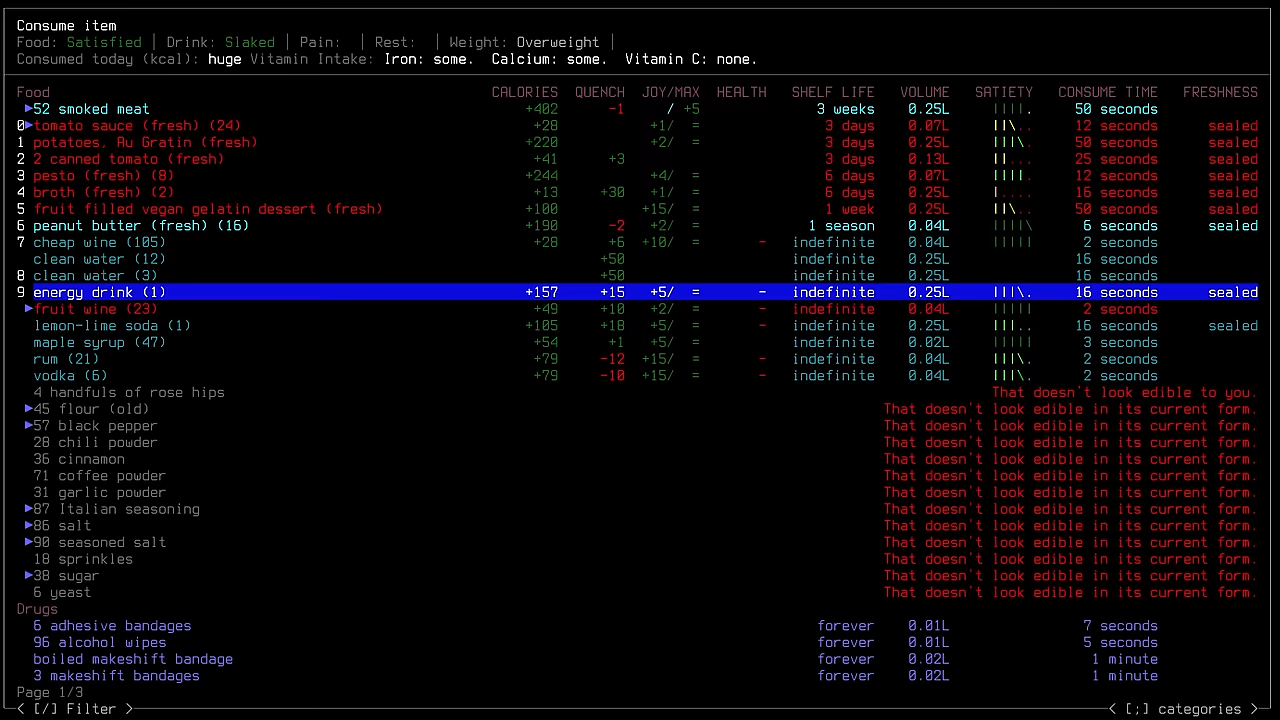 Consume item
Food: Satisfied | Drink: Slaked | Pain: | Rest: | Weight: Overweight |
Consumed today (kcal): huge Vitamin Intake: Iron: some. Calcium: some. Vitamin C: none.
Food CALORIES QUENCH JOY/MAX HEALTH SHELF LIFE VOLUME SATIETY CONSUME TIME FRESHNESS
▶52 smoked meat +402 -1 / +5 3 weeks 0.25L ||||. 50 seconds
0▶tomato sauce (fresh) (24) +28 +1/ = 3 days 0.07L ||\.. 12 seconds sealed
1 potatoes, Au Gratin (fresh) +220 +2/ = 3 days 0.25L |||\. 50 seconds sealed
2 2 canned tomato (fresh) +41 +3 3 days 0.13L ||... 25 seconds sealed
3 pesto (fresh) (8) +244 +4/ = 6 days 0.07L ||||. 12 seconds sealed
4 broth (fresh) (2) +13 +30 +1/ = 6 days 0.25L |.... 16 seconds sealed
5 fruit filled vegan gelatin dessert (fresh) +100 +15/ = 1 week 0.25L ||\.. 50 seconds sealed
6 peanut butter (fresh) (16) +190 -2 +2/ = 1 season 0.04L ||||\ 6 seconds sealed
7 cheap wine (105) +28 +6 +10/ = - indefinite 0.04L ||||| 2 seconds
clean water (12) +50 indefinite 0.25L 16 seconds
8 clean water (3) +50 indefinite 0.25L 16 seconds
9 energy drink (1) +157 +15 +5/ = - indefinite 0.25L |||\. 16 seconds sealed
▶fruit wine (23) +49 +10 +2/ = - indefinite 0.04L ||||| 2 seconds
lemon-lime soda (1) +105 +18 +5/ = - indefinite 0.25L |||.. 16 seconds sealed
maple syrup (47) +54 +1 +5/ = - indefinite 0.02L ||||| 3 seconds
rum (21) +79 -12 +15/ = - indefinite 0.04L |||\. 2 seconds
vodka (6) +79 -10 +15/ = - indefinite 0.04L |||\. 2 seconds
4 handfuls of rose hips That doesn't look edible to you.
▶45 flour (old) That doesn't look edible in its current form.
▶57 black pepper That doesn't look edible in its current form.
28 chili powder That doesn't look edible in its current form.
36 cinnamon That doesn't look edible in its current form.
71 coffee powder That doesn't look edible in its current form.
31 garlic powder That doesn't look edible in its current form.
▶87 Italian seasoning That doesn't look edible in its current form.
▶86 salt That doesn't look edible in its current form.
▶90 seasoned salt That doesn't look edible in its current form.
18 sprinkles That doesn't look edible in its current form.
▶38 sugar That doesn't look edible in its current form.
6 yeast That doesn't look edible in its current form.
Drugs
6 adhesive bandages forever 0.01L 7 seconds
96 alcohol wipes forever 0.01L 5 seconds
boiled makeshift bandage forever 0.02L 1 minute
3 makeshift bandages forever 0.02L 1 minute
Page 1/3
< [/] Filter > < [;] categories >